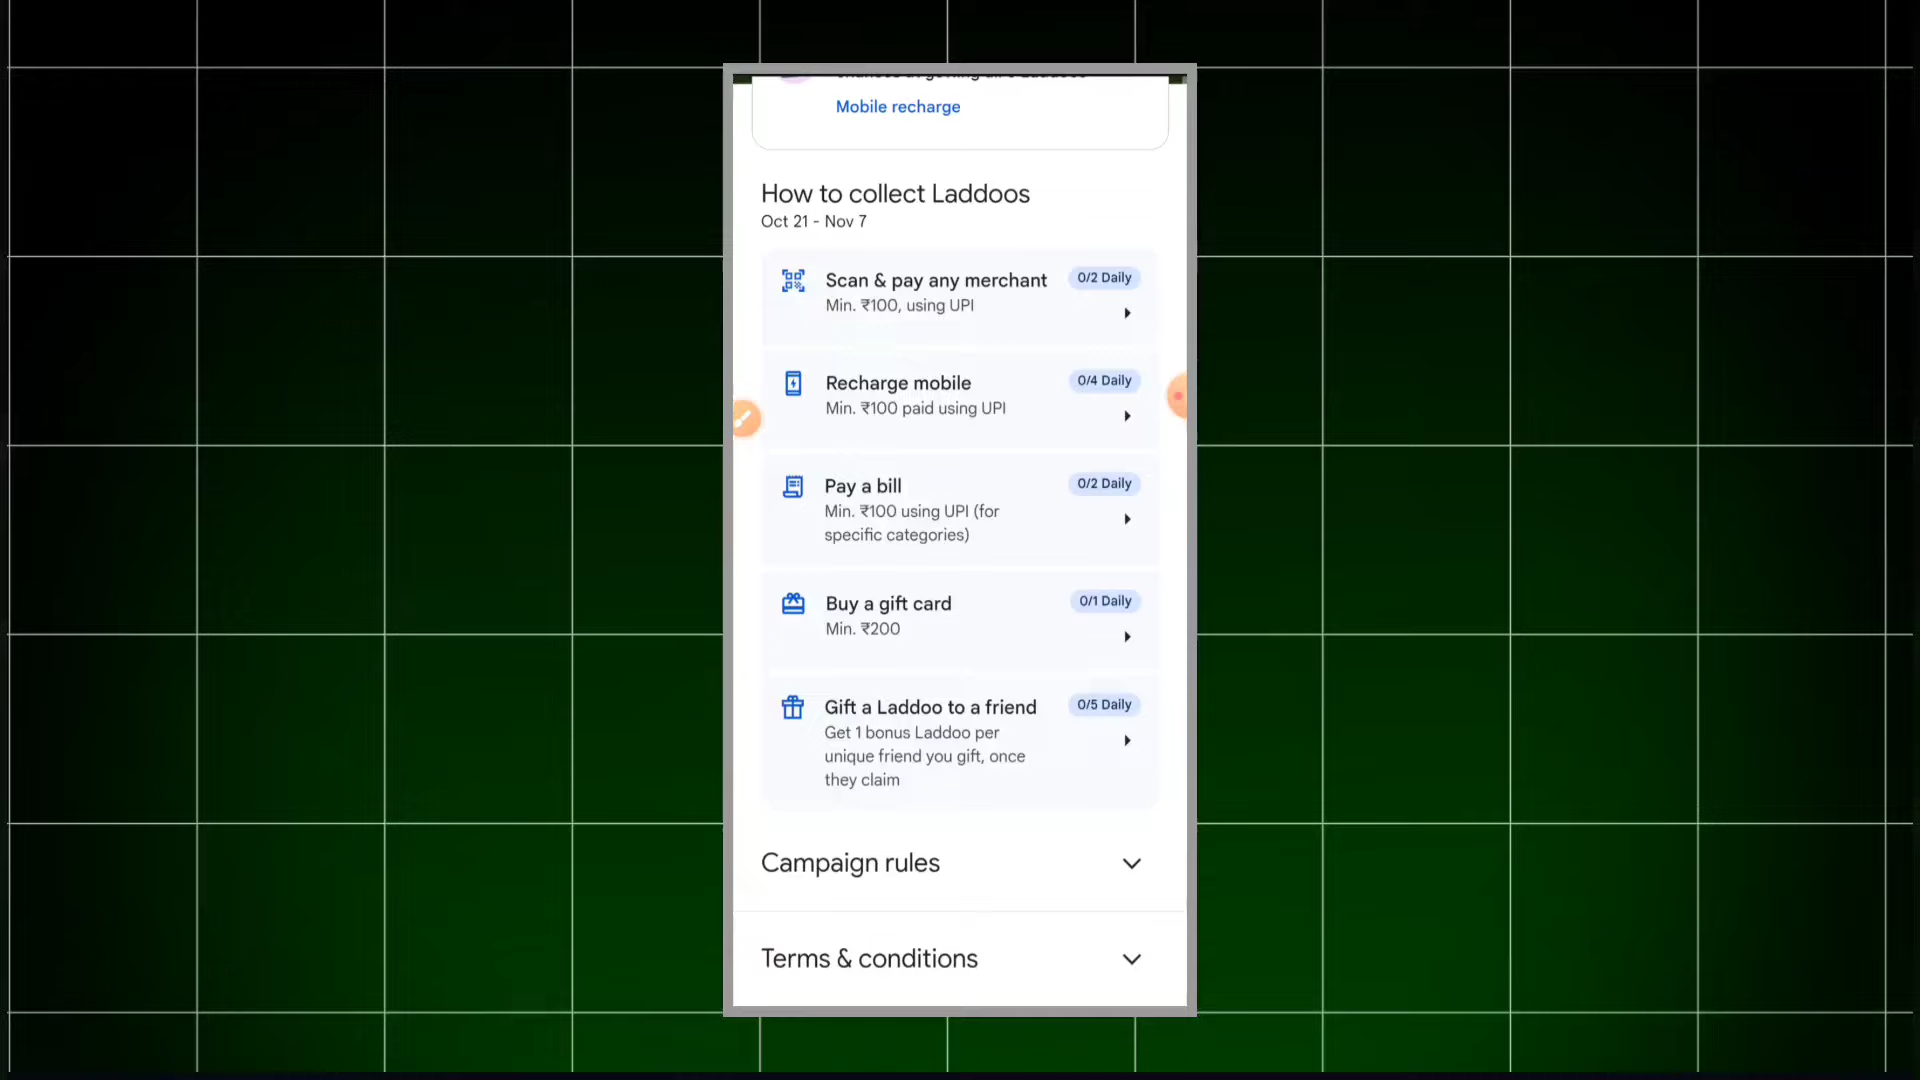 Mobile recharge
How to collect Laddoos
Oct 21 - Nov 7
Scan & pay any merchant
0/2 Daily
Min. ₹100, using UPI
Recharge mobile
0/4 Daily
Min. ₹100 paid using UPI
Pay a bill
0/2 Daily
Min. ₹100 using UPI (for
specific categories)
Buy a gift card
0/1 Daily
Min. ₹200
Gift a Laddoo to a friend
0/5 Daily
Get 1 bonus Laddoo per
unique friend you gift, once
they claim
Campaign rules
Terms & conditions